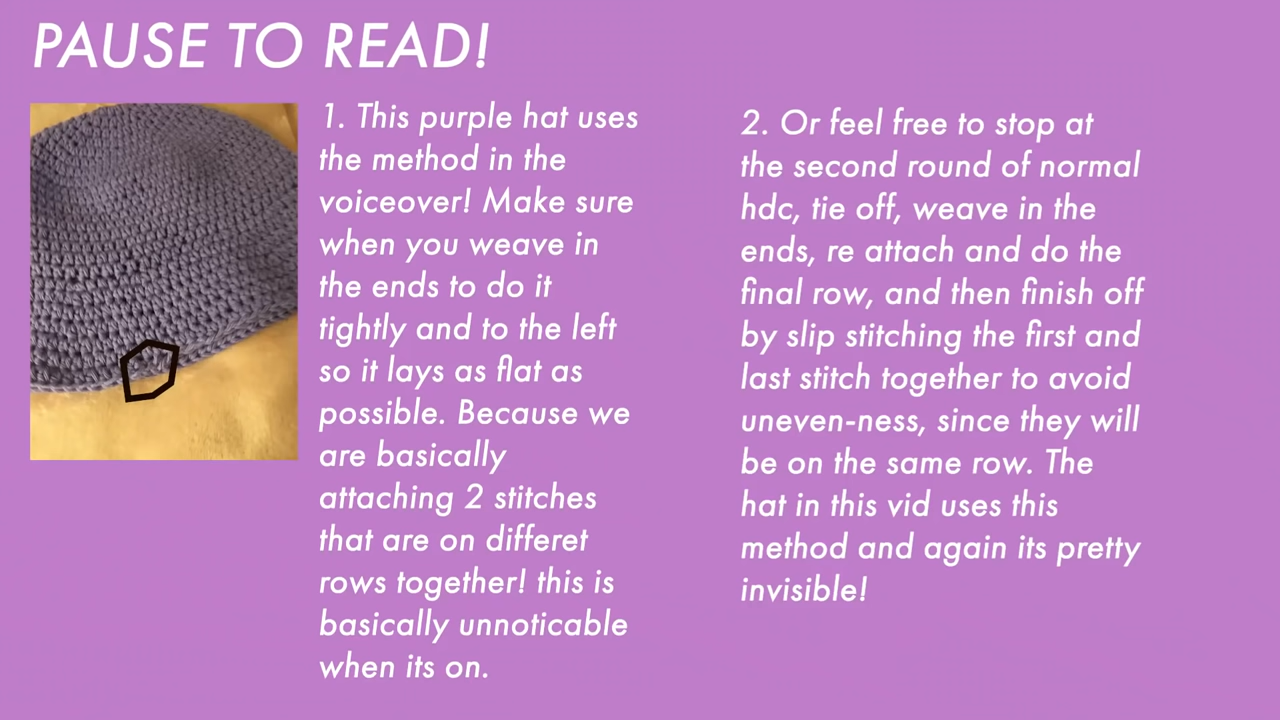 PAUSE TO READ!
1. This purple hat uses
the method in the
voiceover! Make sure
when you weave in
the ends to do it
tightly and to the left
so it lays as flat as
possible. Because we
are basically
attaching 2 stitches
that are on differet
rows together! this is
basically unnoticable
when its on.
2. Or feel free to stop at
the second round of normal
hdc, tie off, weave in the
ends, re attach and do the
final row, and then finish off
by slip stitching the first and
last stitch together to avoid
uneven-ness, since they will
be on the same row. The
hat in this vid uses this
method and again its pretty
invisible!